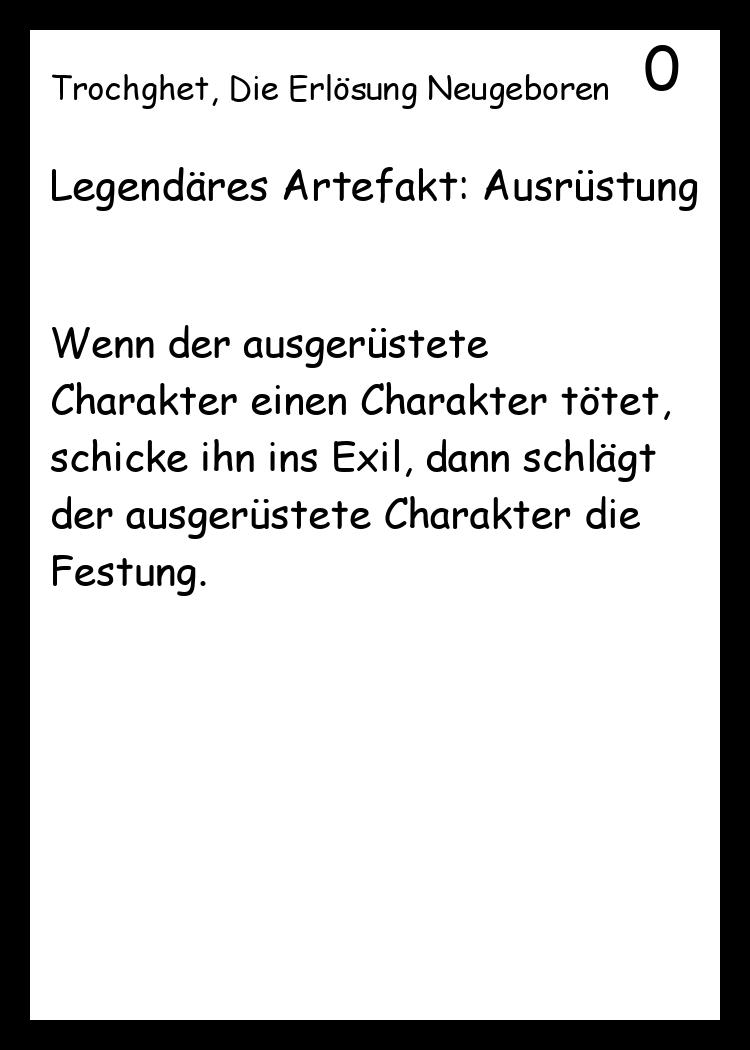 Trochghet, Die Erlösung Neugeboren 0
Legendäres Artefakt: Ausrüstung
Wenn der ausgerüstete
Charakter einen Charakter tötet,
schicke ihn ins Exil, dann schlägt
der ausgerüstete Charakter die
Festung.